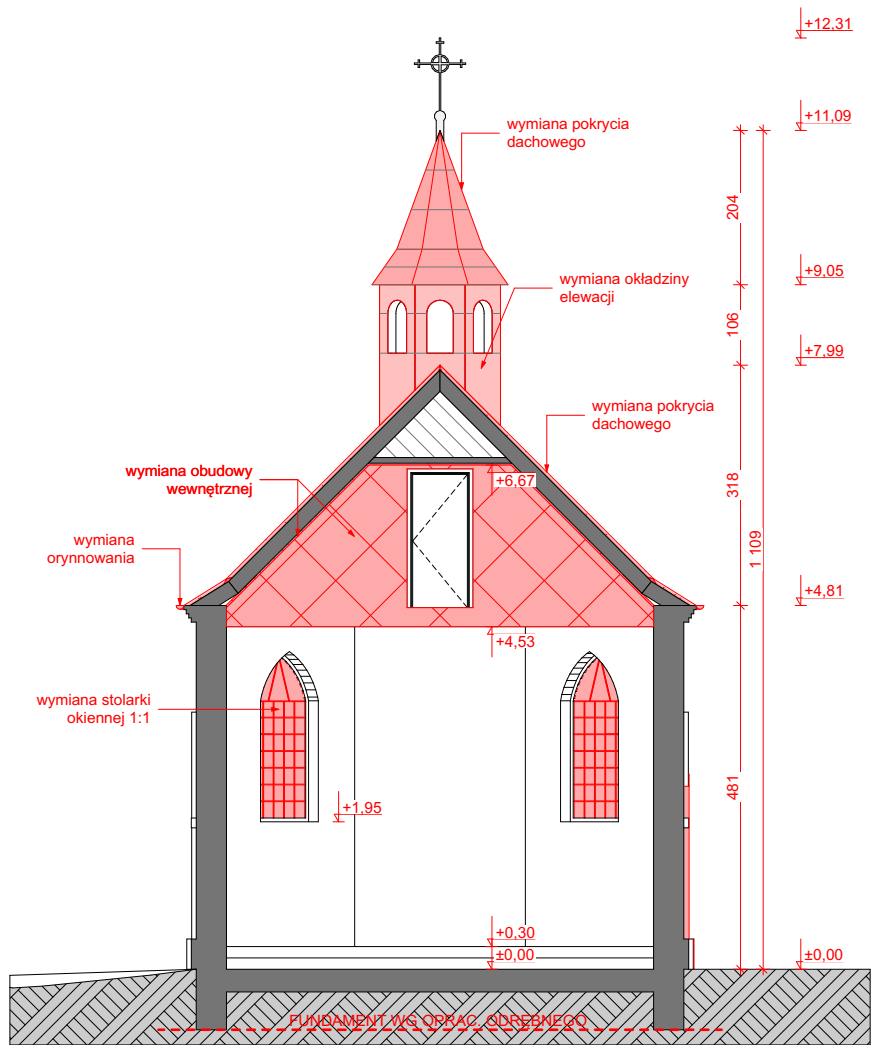 +12,31
+11,09
wymiana pokrycia
dachowego
204
+9,05
wymiana okładziny
elewacji
106
+7,99
wymiana pokrycia
dachowego
wymiana obudowy
wewnętrznej
+6,67
318
1 109
wymiana
orynnowania
+4,81
+4,53
wymiana stolarki
okiennej 1:1
481
+1,95
+0,30
±0,00
±0,00
FUNDAMENT WG OPRAC. ODRĘBNEGO